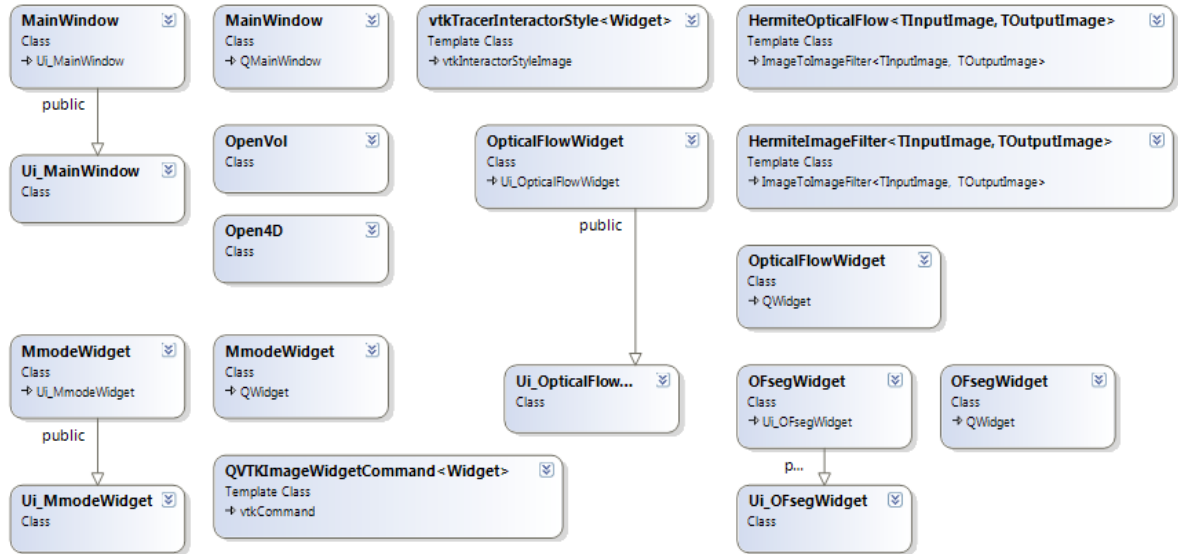 MainWindow
Class
Ui_MainWindow
public
Ui_MainWindow
Class
MainWindow
Class
QMainWindow
OpenVol
Class
Open4D
Class
vtkTracerInteractorStyle<Widget>
Template Class
vtkInteractorStyleImage
OpticalFlowWidget
Class
Ui_OpticalFlowWidget
public
Ui_OpticalFlow...
Class
HermiteOpticalFlow<TInputImage, TOutputImage>
Template Class
ImageToImageFilter<TInputImage, TOutputImage>
HermiteImageFilter<TInputImage, TOutputImage>
Template Class
ImageToImageFilter<TInputImage, TOutputImage>
OpticalFlowWidget
Class
QWidget
MmodeWidget
Class
Ui_MmodeWidget
public
Ui_MmodeWidget
Class
MmodeWidget
Class
QWidget
QVTKImageWidgetCommand<Widget>
Template Class
vtkCommand
OFsegWidget
Class
Ui_OFsegWidget
p...
Ui_OFsegWidget
Class
OFsegWidget
Class
QWidget